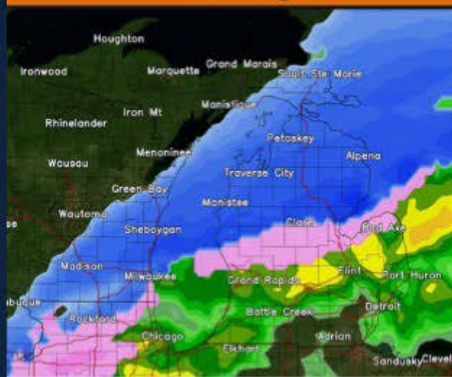 Houghton
Ironwood
Marquette
Grand Marais
Sault Ste Marie
Iron Mt
Manistique
Rhinelander
Petoskey
Menominee
Alpena
Wausau
Traverse City
Green Bay
Manistee
Wautoma
Sheboygan
Clare
Bad Axe
Madison
Milwaukee
Grand Rapids
Flint
Port Huron
Rockford
Battle Creek
Detroit
Chicago
Adrian
Elkhart
Sandusky